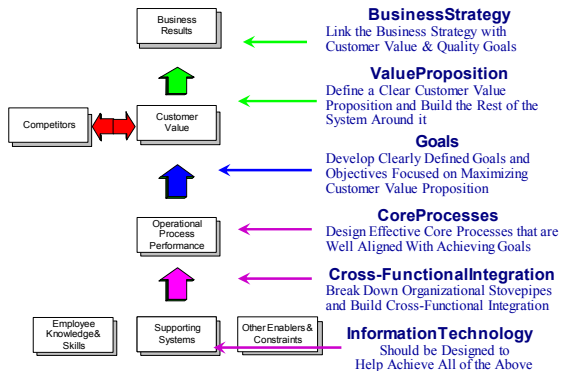 Business
Results
BusinessStrategy
Link the Business Strategy with
Customer Value & Quality Goals
ValueProposition
Define a Clear Customer Value
Proposition and Build the Rest of the
System Around it
Competitors
Customer
Value
Goals
Develop Clearly Defined Goals and
Objectives Focused on Maximizing
Customer Value Proposition
Operational
Process
Performance
CoreProcesses
Design Effective Core Processes that are
Well Aligned With Achieving Goals
Cross-FunctionalIntegration
Break Down Organizational Stovepipes
and Build Cross-Functional Integration
Employee
Knowledge&
Skills
Supporting
Systems
Other Enablers &
Constraints
InformationTechnology
Should be Designed to
Help Achieve All of the Above